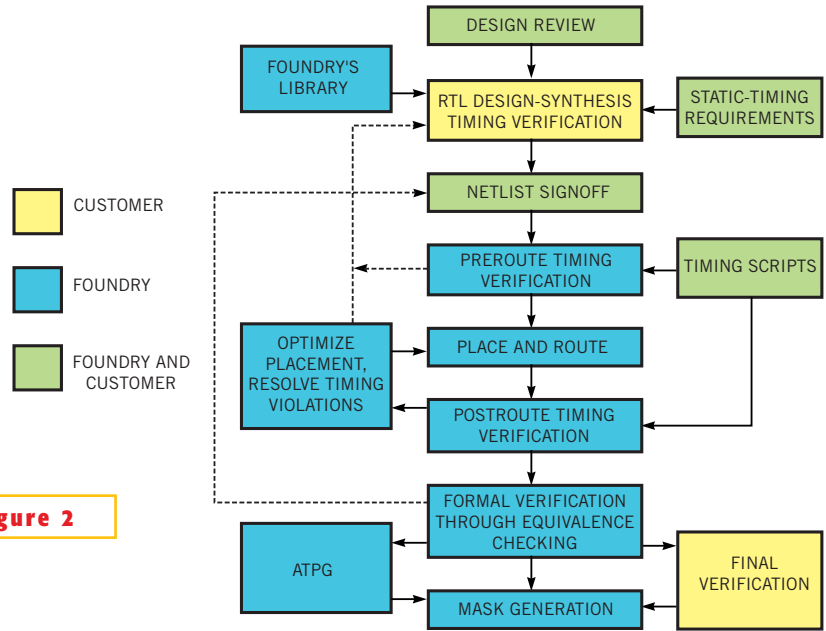 DESIGN REVIEW
FOUNDRY'S
LIBRARY
RTL DESIGN-SYNTHESIS
TIMING VERIFICATION
STATIC-TIMING
REQUIREMENTS
CUSTOMER
NETLIST SIGNOFF
FOUNDRY
PREROUTE TIMING
VERIFICATION
TIMING SCRIPTS
FOUNDRY AND
CUSTOMER
OPTIMIZE
PLACEMENT,
RESOLVE TIMING
VIOLATIONS
PLACE AND ROUTE
POSTROUTE TIMING
VERIFICATION
gure 2
FORMAL VERIFICATION
THROUGH EQUIVALENCE
CHECKING
ATPG
FINAL
VERIFICATION
MASK GENERATION